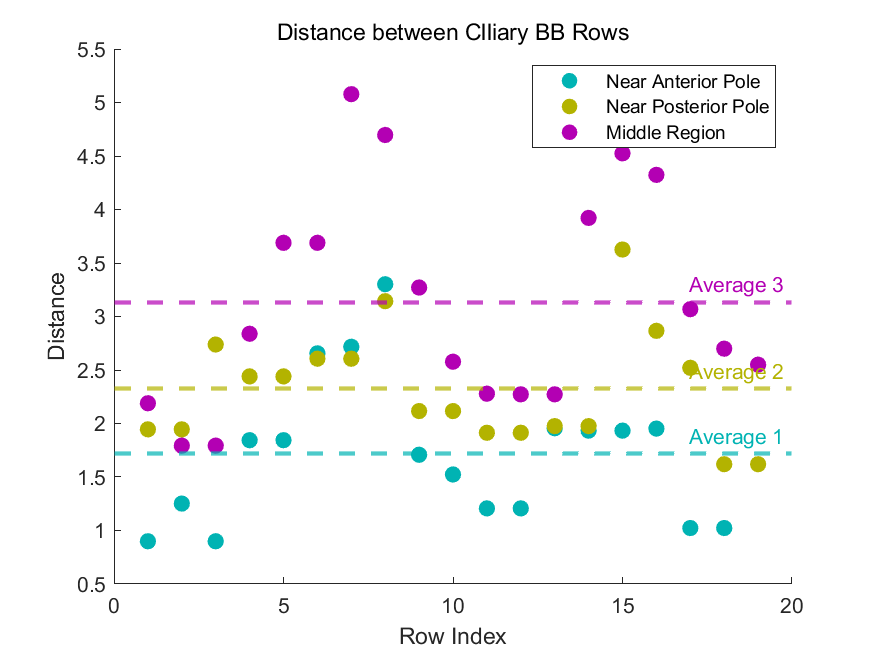 Distance between CIliary BB Rows
5.5
5
4.5
4
3.5
3
2.5
2
1.5
1
0.5
Distance
Near Anterior Pole
Near Posterior Pole
Middle Region
Average 3
Average 2
Average 1
0
5
10
15
20
Row Index